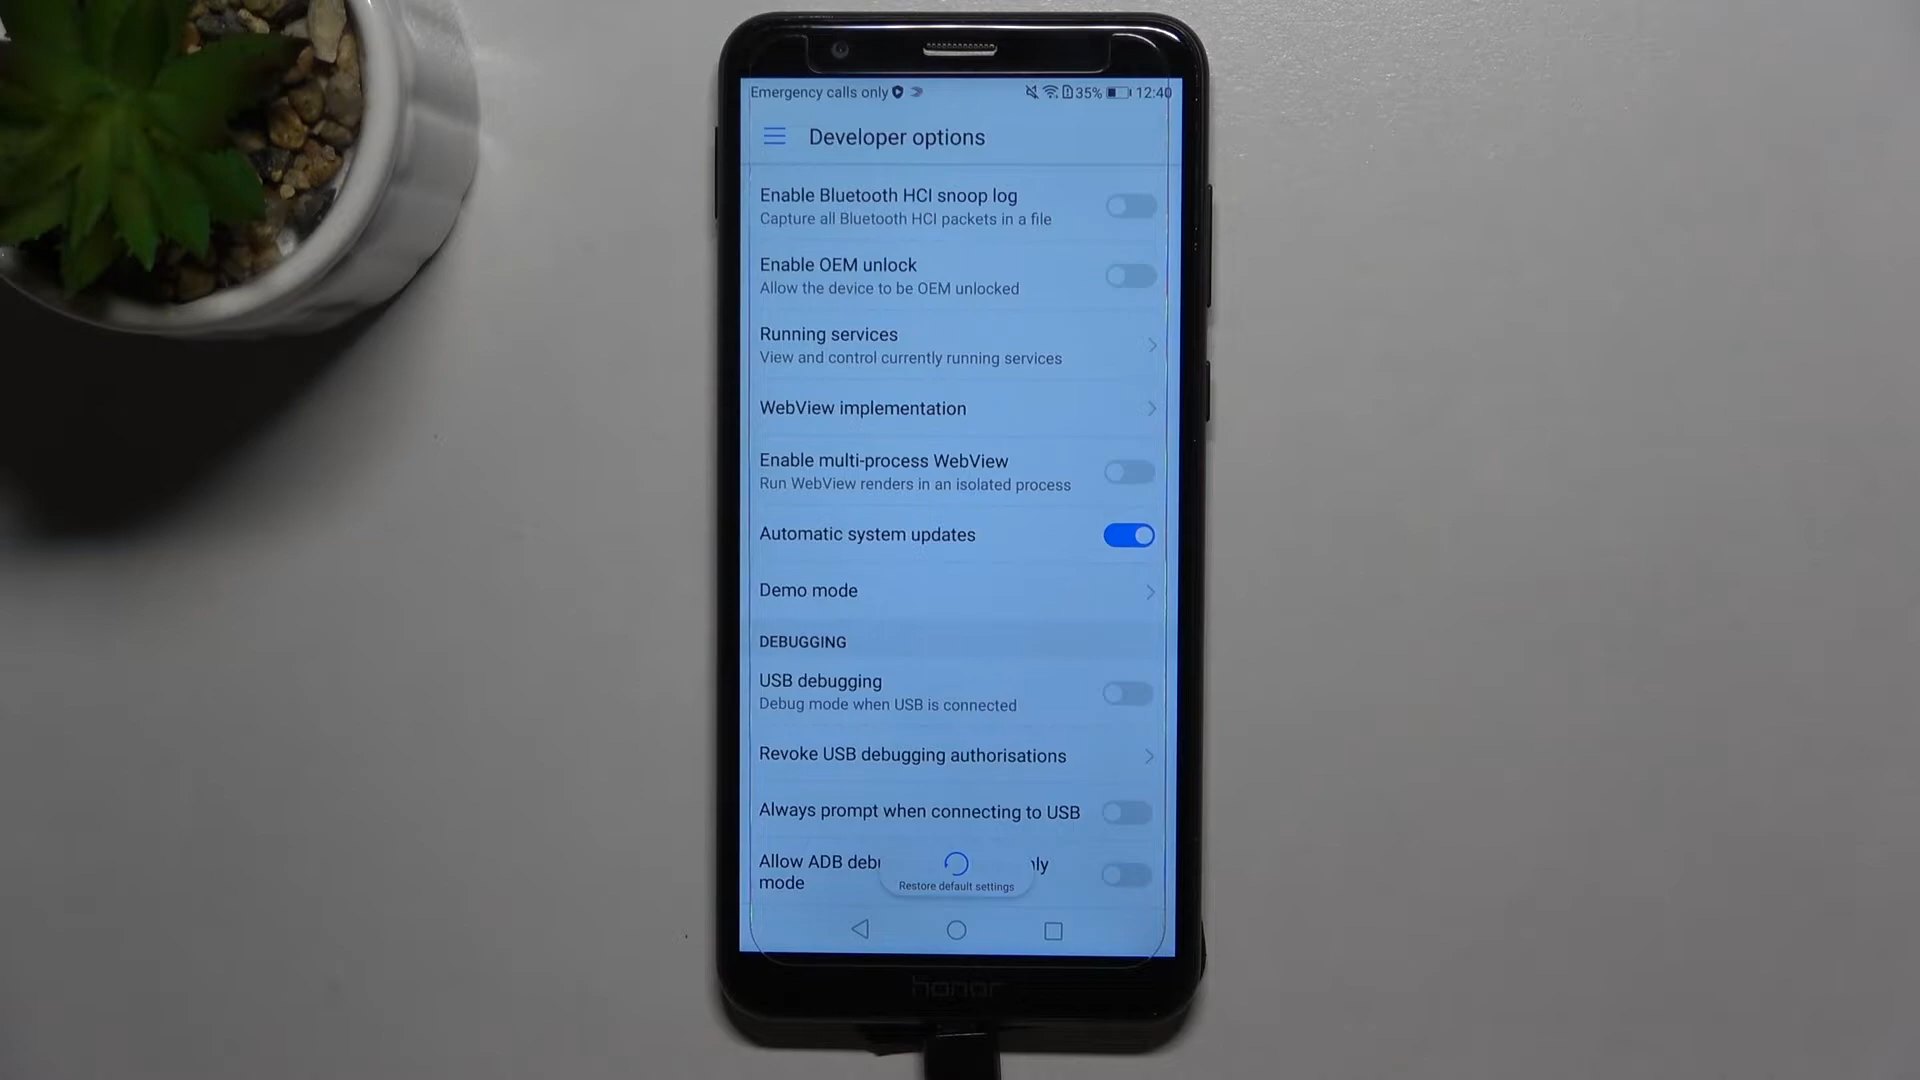 Emergency calls only 35% 12:40
Developer options
Enable Bluetooth HCI snoop log
Capture all Bluetooth HCI packets in a file
Enable OEM unlock
Allow the device to be OEM unlocked
Running services
View and control currently running services
WebView implementation
Enable multi-process WebView
Run WebView renders in an isolated process
Automatic system updates
Demo mode
DEBUGGING
USB debugging
Debug mode when USB is connected
Revoke USB debugging authorisations
Always prompt when connecting to USB
Allow ADB
mode
Restore default settings
honor